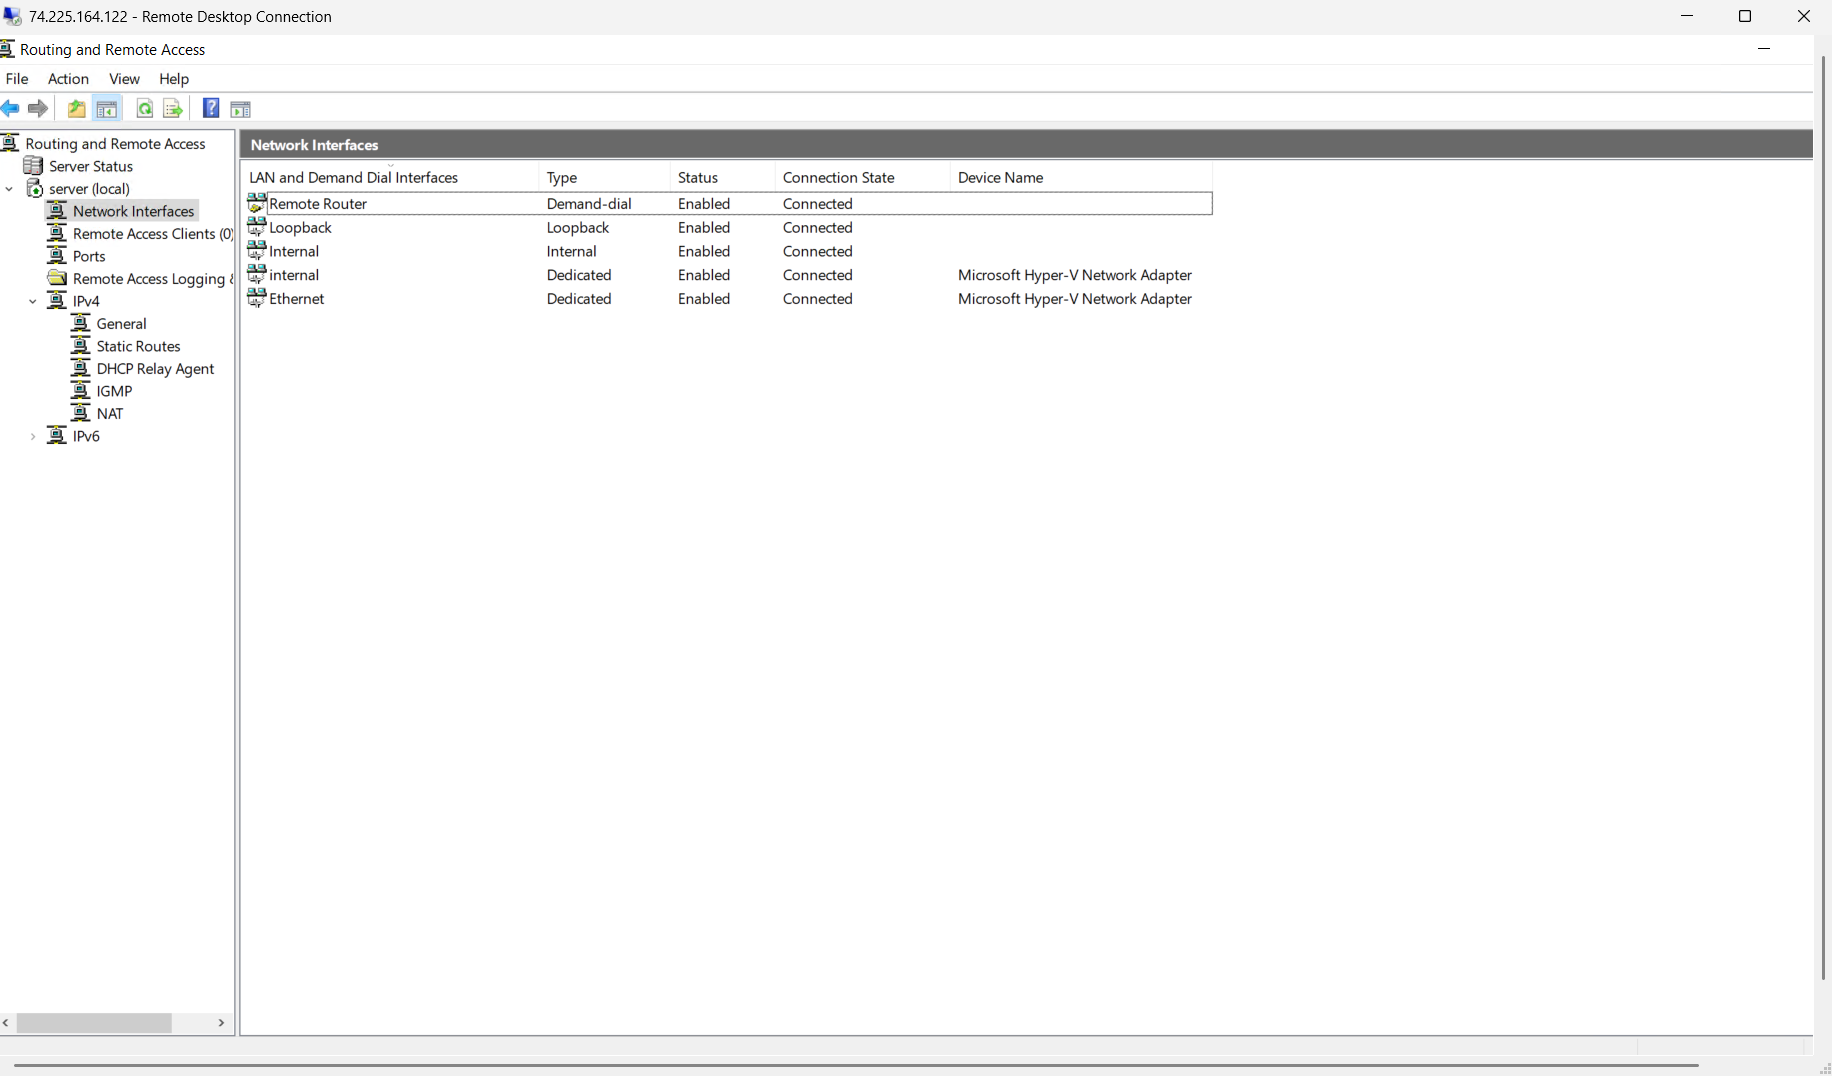 74.225.164.122 - Remote Desktop Connection
Routing and Remote Access
File Action View Help
Routing and Remote Access
Server Status
server (local)
Network Interfaces
Remote Access Clients (0)
Ports
Remote Access Logging &
IPv4
General
Static Routes
DHCP Relay Agent
IGMP
NAT
IPv6
Network Interfaces
LAN and Demand Dial Interfaces Type Status Connection State Device Name
Remote Router Demand-dial Enabled Connected
Loopback Loopback Enabled Connected
Internal Internal Enabled Connected
internal Dedicated Enabled Connected Microsoft Hyper-V Network Adapter
Ethernet Dedicated Enabled Connected Microsoft Hyper-V Network Adapter